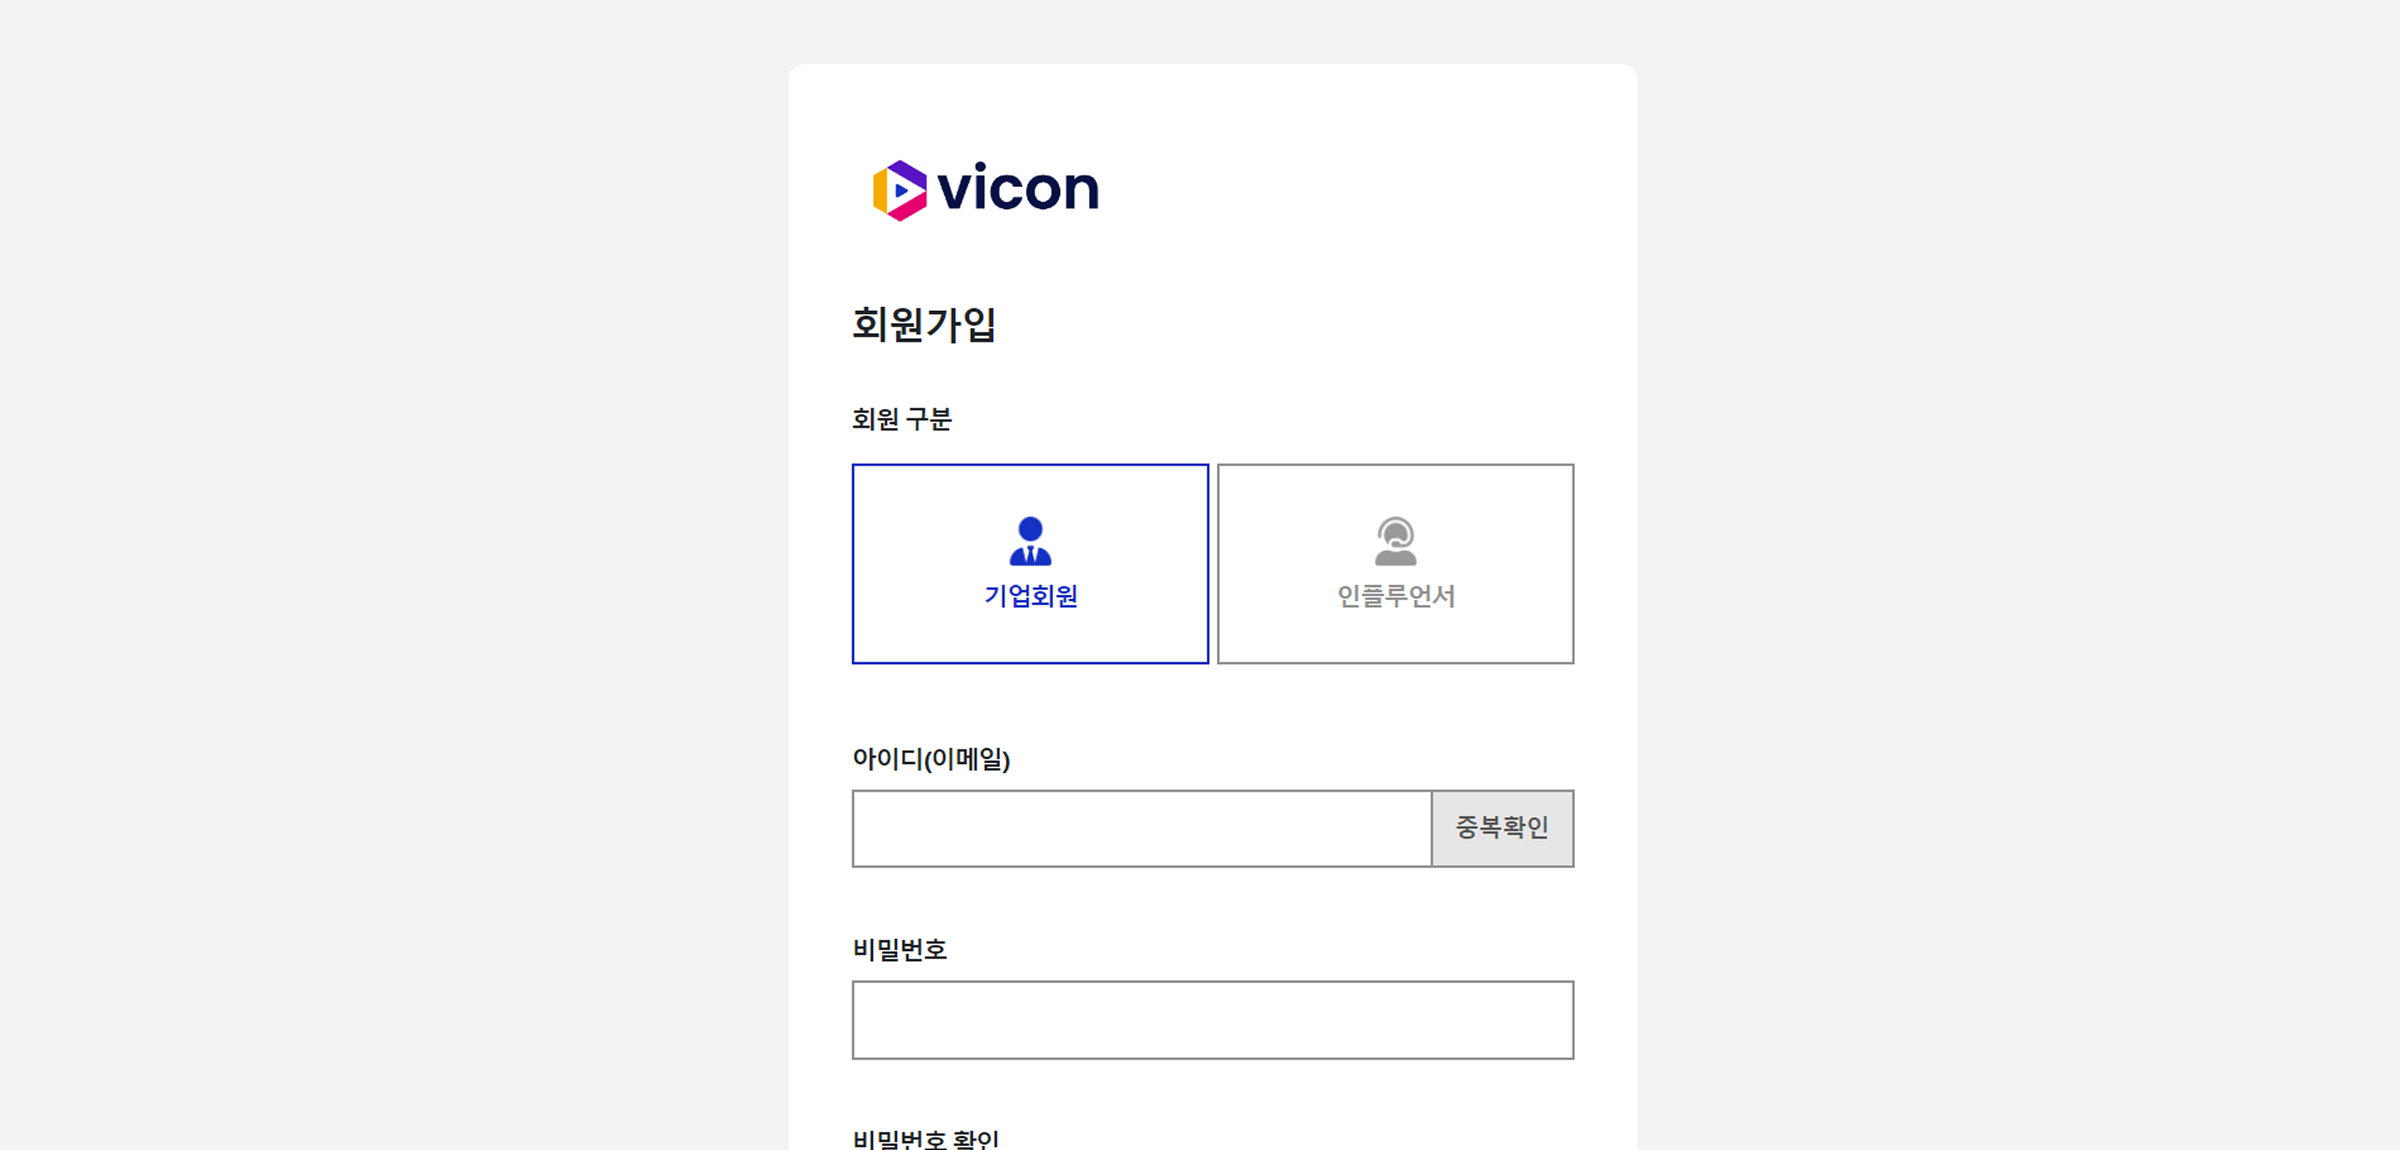 vicon
회원가입
회원 구분
기업회원
인플루언서
아이디(이메일)
중복확인
비밀번호
비밀번호 확인